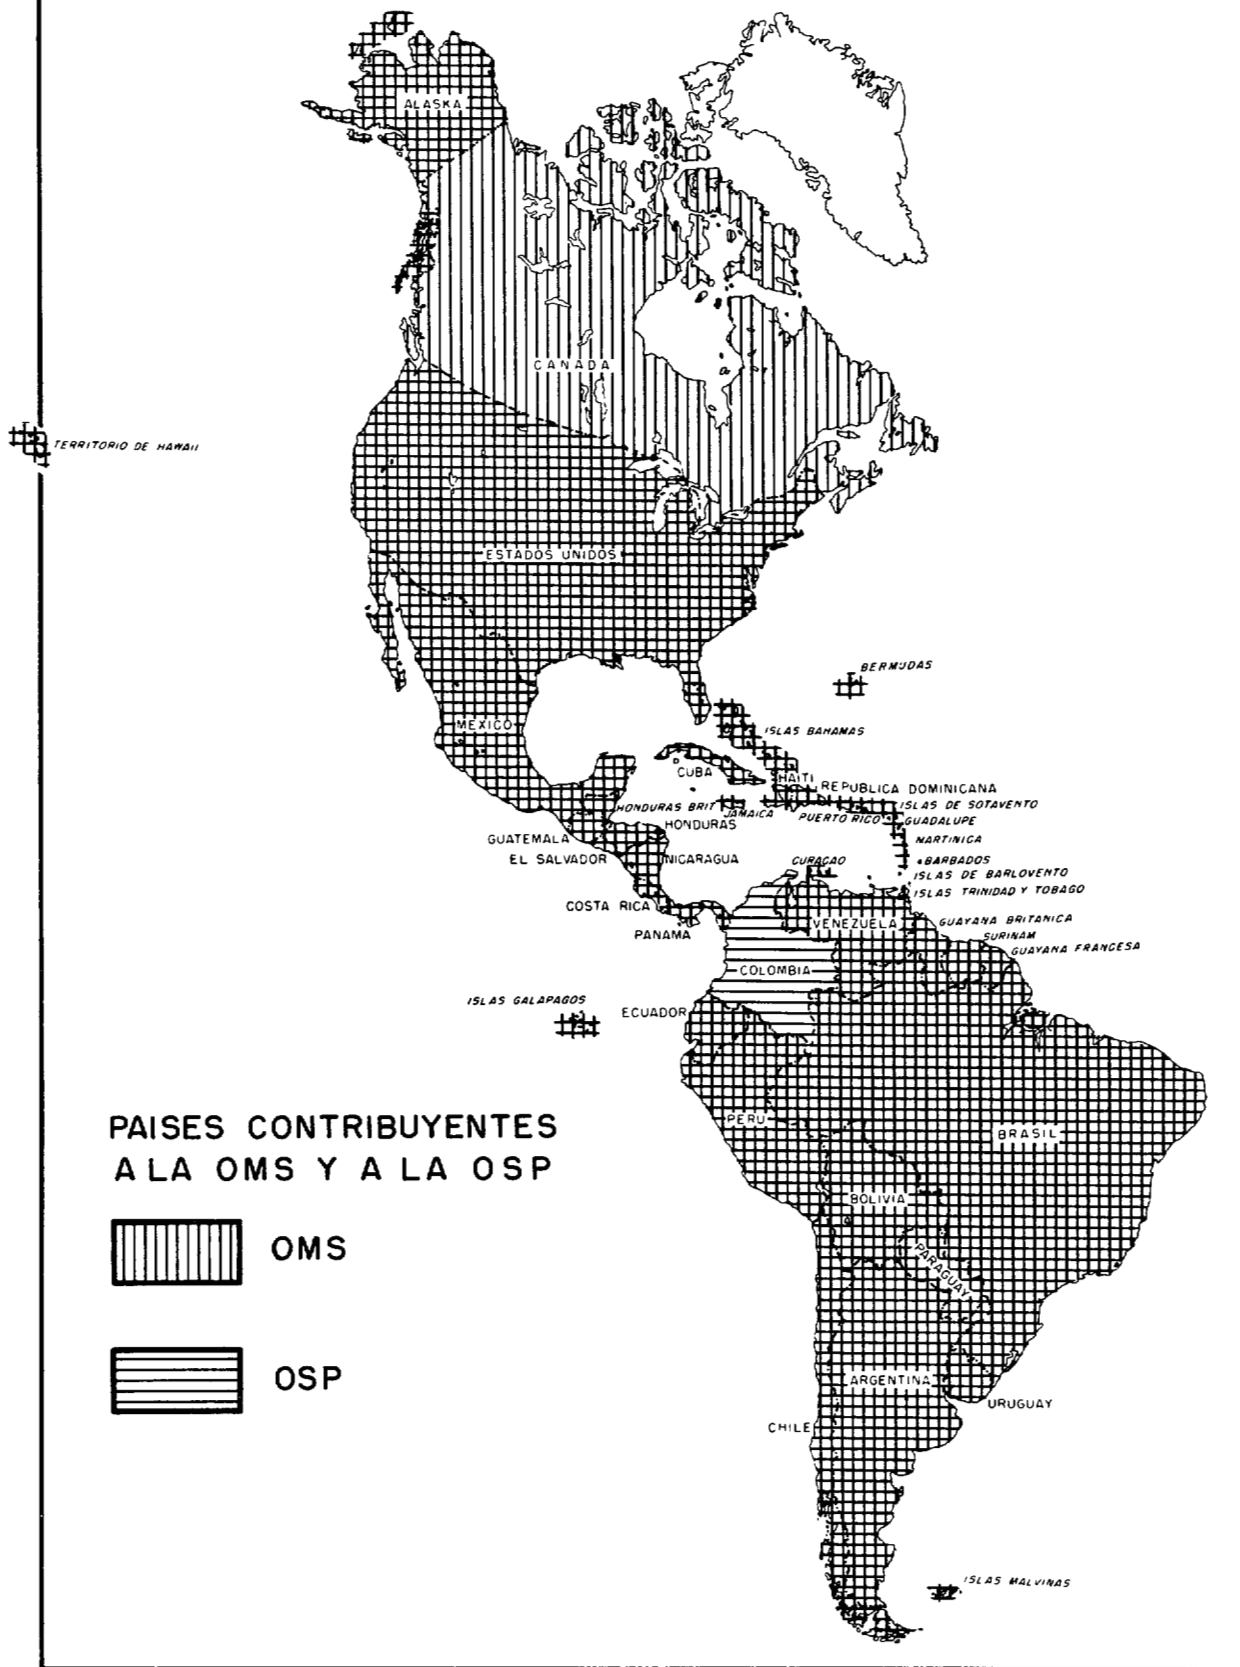 ALASKA
CANADA
TERRITORIO DE HAWAII
ESTADOS UNIDOS
BERMUDAS
MEXICO
ISLAS BAHAMAS
CUBA
HAITI
REPUBLICA DOMINICANA
HONDURAS BRIT
JAMAICA
PUERTO RICO
ISLAS DE SOTAVENTO
GUADALUPE
HONDURAS
GUATEMALA
MARTINICA
EL SALVADOR
NICARAGUA
CURAÇAO
BARBADOS
ISLAS DE BARLOVENTO
ISLAS TRINIDAD Y TOBAGO
COSTA RICA
PANAMA
VENEZUELA
GUAYANA BRITANICA
SURINAM
GUAYANA FRANCESA
COLOMBIA
ISLAS GALAPAGOS
ECUADOR
PERU
BRASIL
PAISES CONTRIBUYENTES
A LA OMS Y A LA OSP
BOLIVIA
OMS
PARAGUAY
OSP
ARGENTINA
URUGUAY
CHILE
ISLAS MALVINAS